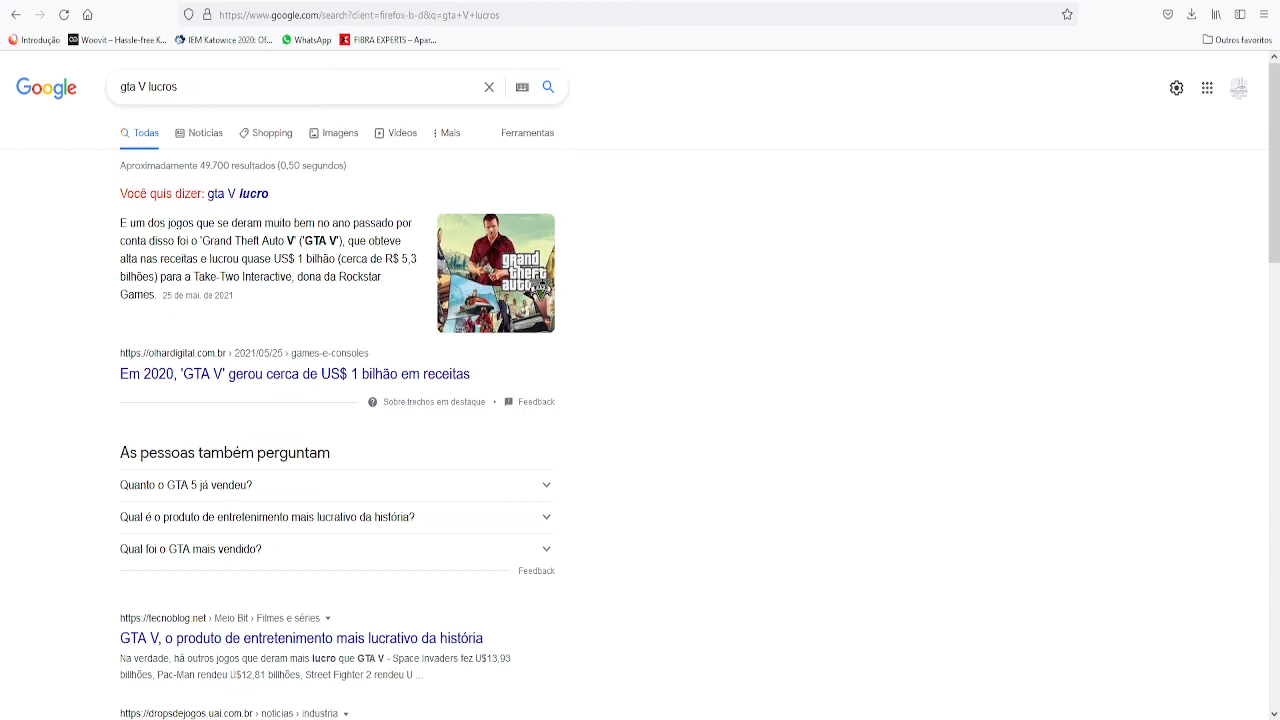 https://www.google.com/search?client=firefox-b-d&q=gta+V+lucros
Introdução
Woovit – Hassle-free K...
IEM Katowice 2020: Of...
WhatsApp
FIBRA EXPERTS – Apar...
Outros favoritos
Google
gta V lucros
Todas
Notícias
Shopping
Imagens
Vídeos
Mais
Ferramentas
Aproximadamente 49.700 resultados (0,50 segundos)
Você quis dizer: gta V lucro
E um dos jogos que se deram muito bem no ano passado por
conta disso foi o 'Grand Theft Auto V' ('GTA V'), que obteve
alta nas receitas e lucrou quase US$ 1 bilhão (cerca de R$ 5,3
bilhões) para a Take-Two Interactive, dona da Rockstar
Games. 25 de mai. de 2021
grand
theft
auto
https://olhardigital.com.br › 2021/05/25 › games-e-consoles
Em 2020, 'GTA V' gerou cerca de US$ 1 bilhão em receitas
Sobre trechos em destaque • Feedback
As pessoas também perguntam
Quanto o GTA 5 já vendeu?
Qual é o produto de entretenimento mais lucrativo da história?
Qual foi o GTA mais vendido?
Feedback
https://tecnoblog.net › Meio Bit › Filmes e séries
GTA V, o produto de entretenimento mais lucrativo da história
Na verdade, há outros jogos que deram mais lucro que GTA V - Space Invaders fez U$13,93
billhões, Pac-Man rendeu U$12,81 billhões, Street Fighter 2 rendeu U ...
https://dropsdejogos.uai.com.br › noticias › industria